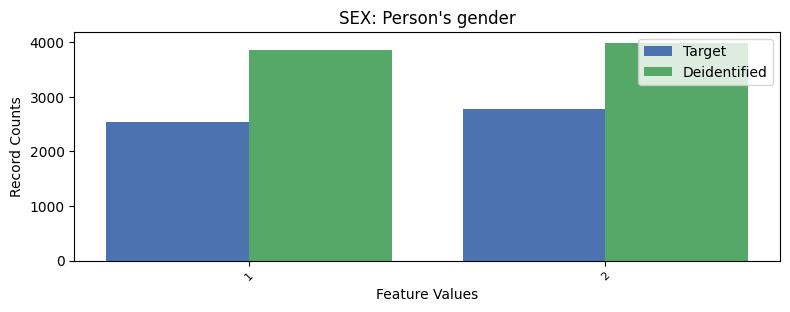 SEX: Person's gender
Target
Deidentified
Record Counts
4000
3000
2000
1000
0
1
2
Feature Values